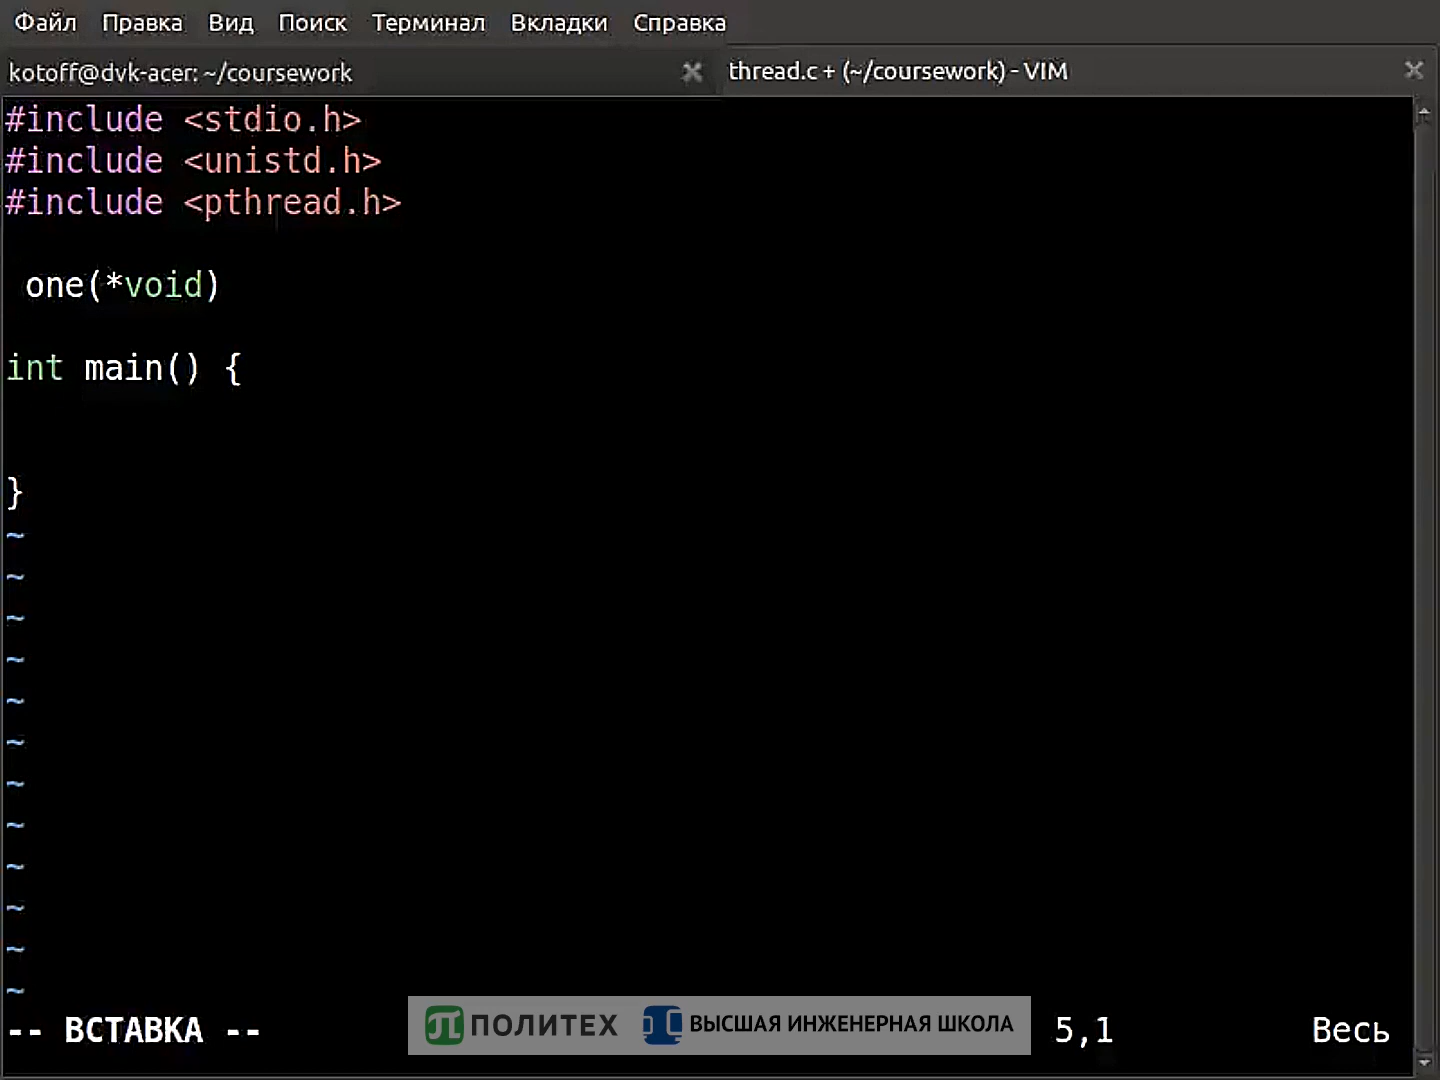 Файл Правка Вид Поиск Терминал Вкладки Справка
kotoff@dvk-acer: ~/coursework
thread.c + (~/coursework) - VIM
#include <stdio.h>
#include <unistd.h>
#include <pthread.h>
one(*void)
int main() {
}
~
~
~
~
~
~
~
~
~
~
~
~
-- ВСТАВКА --
ПОЛИТЕХ
ВЫСШАЯ ИНЖЕНЕРНАЯ ШКОЛА
5,1
Весь